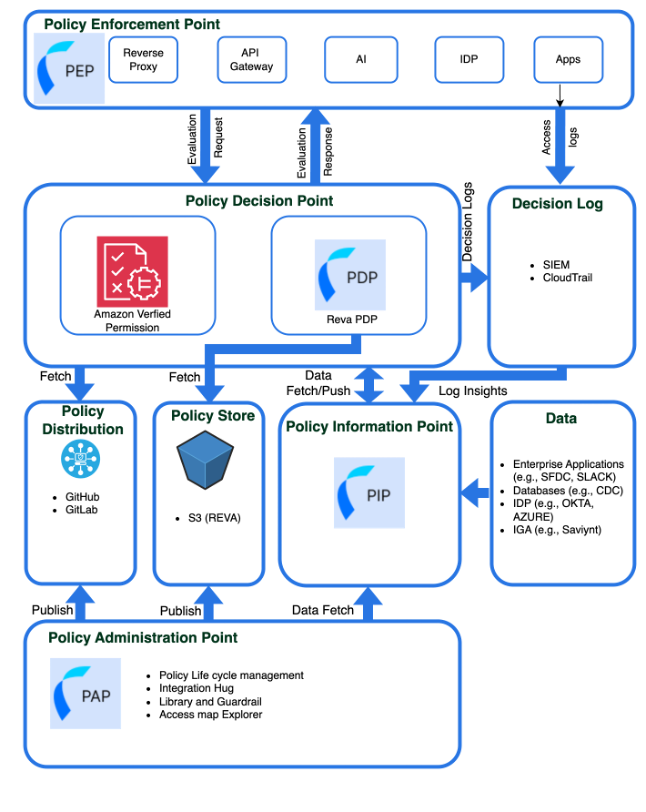 Policy Enforcement Point
PEP
Reverse
Proxy
API
Gateway
AI
IDP
Apps
Evaluation
Request
Evaluation
Response
Access
logs
Policy Decision Point
Amazon Verfied
Permission
PDP
Reva PDP
Decision Logs
Decision Log
• SIEM
• CloudTrail
Fetch
Fetch
Data
Fetch/Push
Log Insights
Policy
Distribution
• GitHub
• GitLab
Policy Store
• S3 (REVA)
Policy Information Point
PIP
Data
• Enterprise Applications
(e.g., SFDC, SLACK)
• Databases (e.g., CDC)
• IDP (e.g., OKTA,
AZURE)
• IGA (e.g., Saviynt)
Publish
Publish
Data Fetch
Policy Administration Point
PAP
• Policy Life cycle management
• Integration Hug
• Library and Guardrail
• Access map Explorer